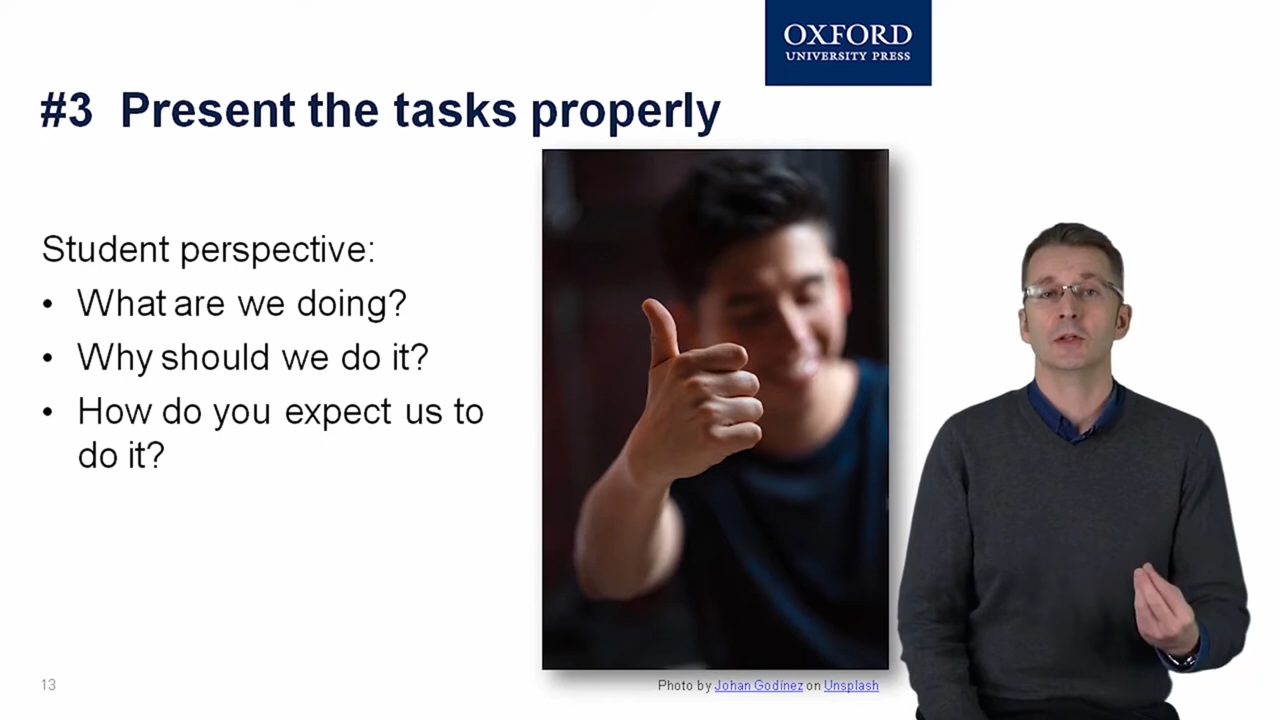 OXFORD
UNIVERSITY PRESS
#3 Present the tasks properly
Student perspective:
• What are we doing?
• Why should we do it?
• How do you expect us to
do it?
13
Photo by Johan Godínez on Unsplash